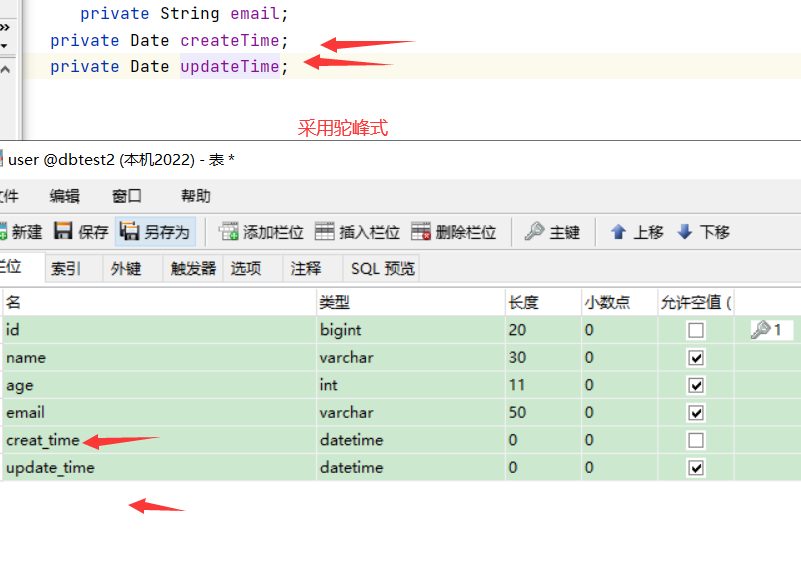 private String email;
private Date createTime;
private Date updateTime;
采用驼峰式
user @dbtest2 (本机2022) - 表 *
件 编辑 窗口 帮助
新建 保存 另存为 添加栏位 插入栏位 删除栏位 主键 上移 下移
栏位 索引 外键 触发器 选项 注释 SQL 预览
名 类型 长度 小数点 允许空值 (
id bigint 20 0 1
name varchar 30 0
age int 11 0
email varchar 50 0
creat_time datetime 0 0
update_time datetime 0 0